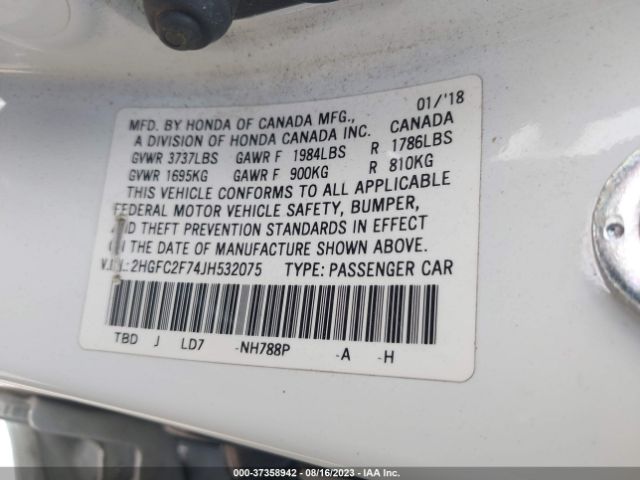 MFD. BY HONDA OF CANADA MFG., 01/'18
A DIVISION OF HONDA CANADA INC. CANADA
GVWR 3737LBS GAWR F 1984LBS R 1786LBS
GVWR 1695KG GAWR F 900KG R 810KG
THIS VEHICLE CONFORMS TO ALL APPLICABLE
FEDERAL MOTOR VEHICLE SAFETY, BUMPER,
AND THEFT PREVENTION STANDARDS IN EFFECT
ON THE DATE OF MANUFACTURE SHOWN ABOVE.
V.I.N.: 2HGFC2F74JH532075 TYPE: PASSENGER CAR
TBD J LD7 -NH788P -A -H
000-37358942 - 08/16/2023 - IAA Inc.